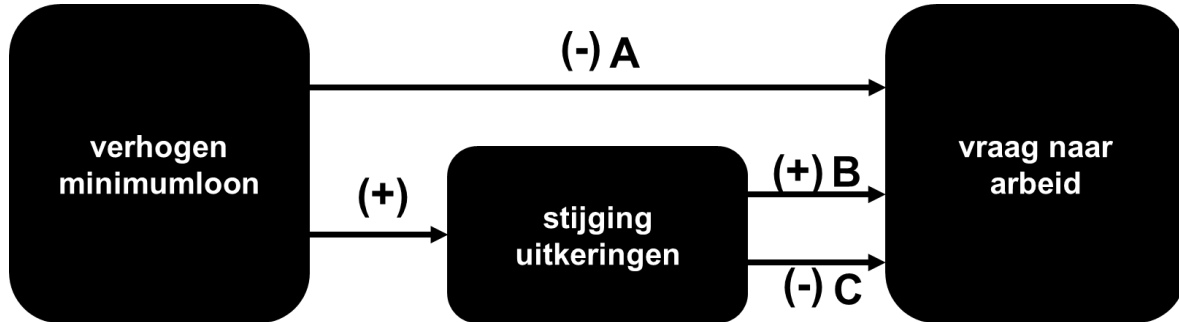 (-) A
verhogen
minimumloon
(+)
stijging
uitkeringen
(+) B
(-) C
vraag naar
arbeid